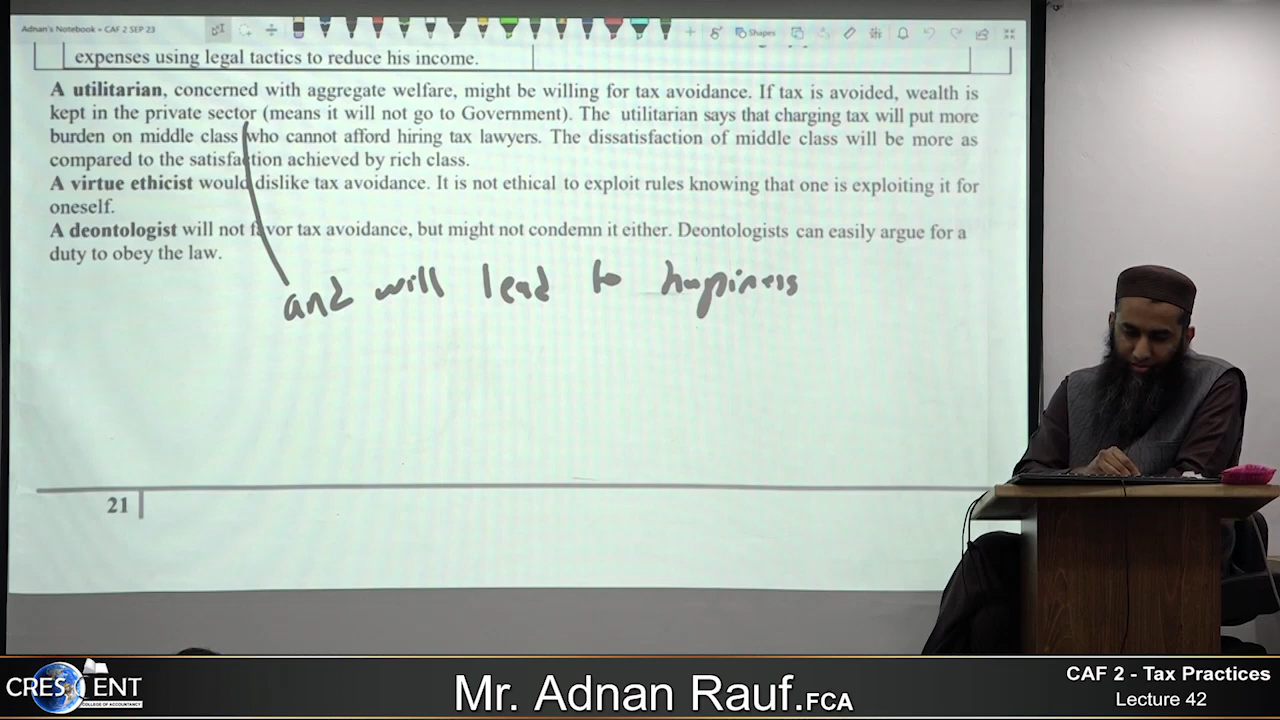 Adnan's Notebook » CAF 2 SEP 23
Shapes
expenses using legal tactics to reduce his income.
A utilitarian, concerned with aggregate welfare, might be willing for tax avoidance. If tax is avoided, wealth is
kept in the private sector (means it will not go to Government). The utilitarian says that charging tax will put more
burden on middle class who cannot afford hiring tax lawyers. The dissatisfaction of middle class will be more as
compared to the satisfaction achieved by rich class.
A virtue ethicist would dislike tax avoidance. It is not ethical to exploit rules knowing that one is exploiting it for
oneself.
A deontologist will not favor tax avoidance, but might not condemn it either. Deontologists can easily argue for a
duty to obey the law.
and will lead to happiness
21
CRESCENT
COLLEGE OF ACCOUNTANCY
Mr. Adnan Rauf.FCA
CAF 2 - Tax Practices
Lecture 42